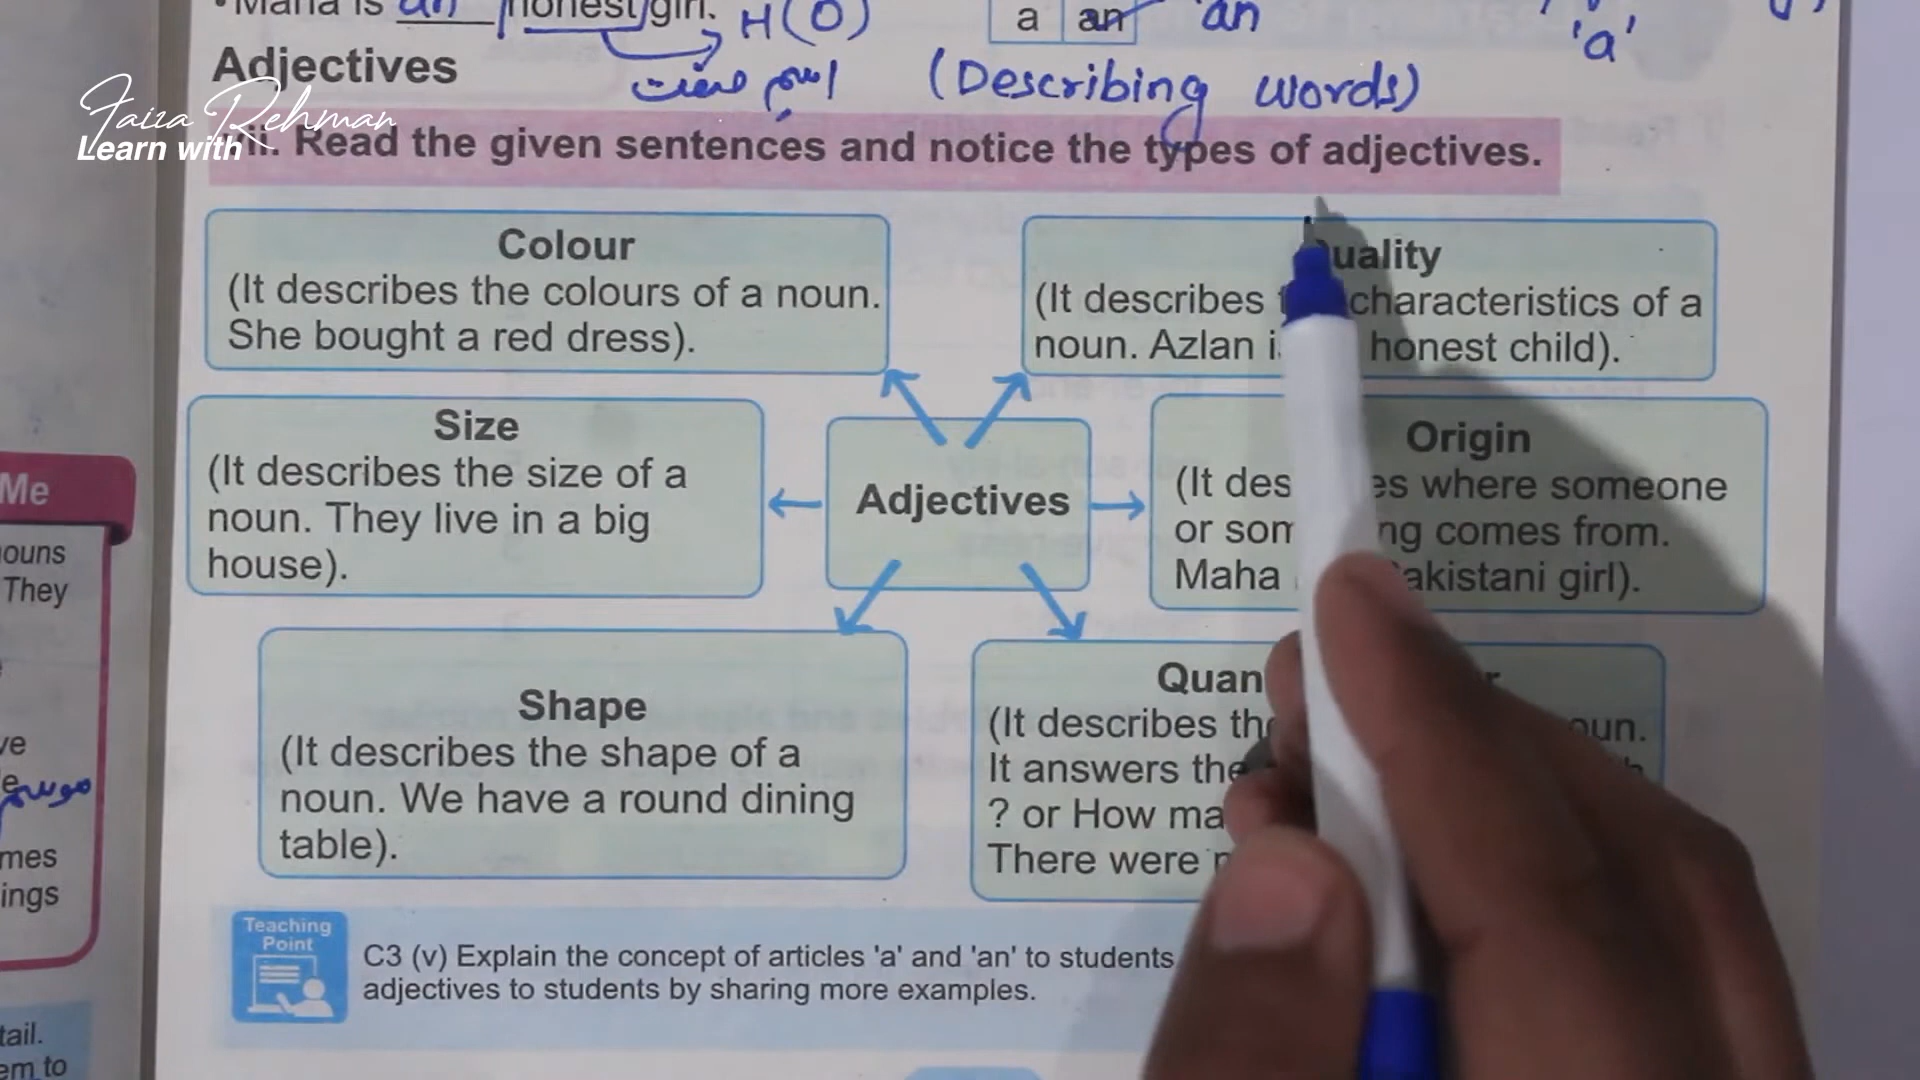 Maha is an honest girl. H(O) a an an 'a'
Adjectives
اسم صفت (Describing words)
Faiza Rehman
Learn with
ii. Read the given sentences and notice the types of adjectives.
Colour
(It describes the colours of a noun.
She bought a red dress).
uality
(It describes characteristics of a
noun. Azlan i honest child).
Size
(It describes the size of a
noun. They live in a big
house).
Adjectives
Origin
(It des es where someone
or som ng comes from.
Maha akistani girl).
Shape
(It describes the shape of a
noun. We have a round dining
table).
Quan r
(It describes the oun.
It answers the
? or How ma
There were
Teaching
Point
C3 (v) Explain the concept of articles 'a' and 'an' to students
adjectives to students by sharing more examples.
Me
ouns
They
ve
e
mes
ings
tail.
em to